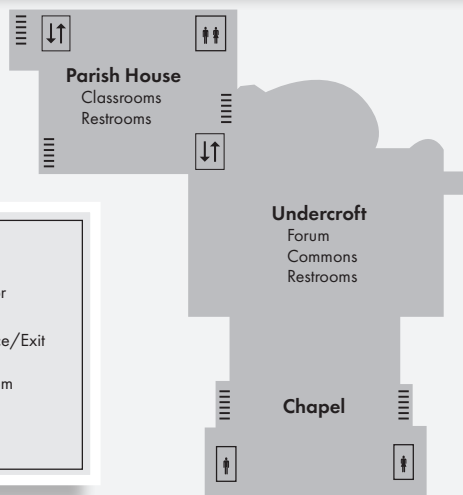 Parish House
Classrooms
Restrooms
Undercroft
Forum
Commons
Restrooms
Chapel
/Exit